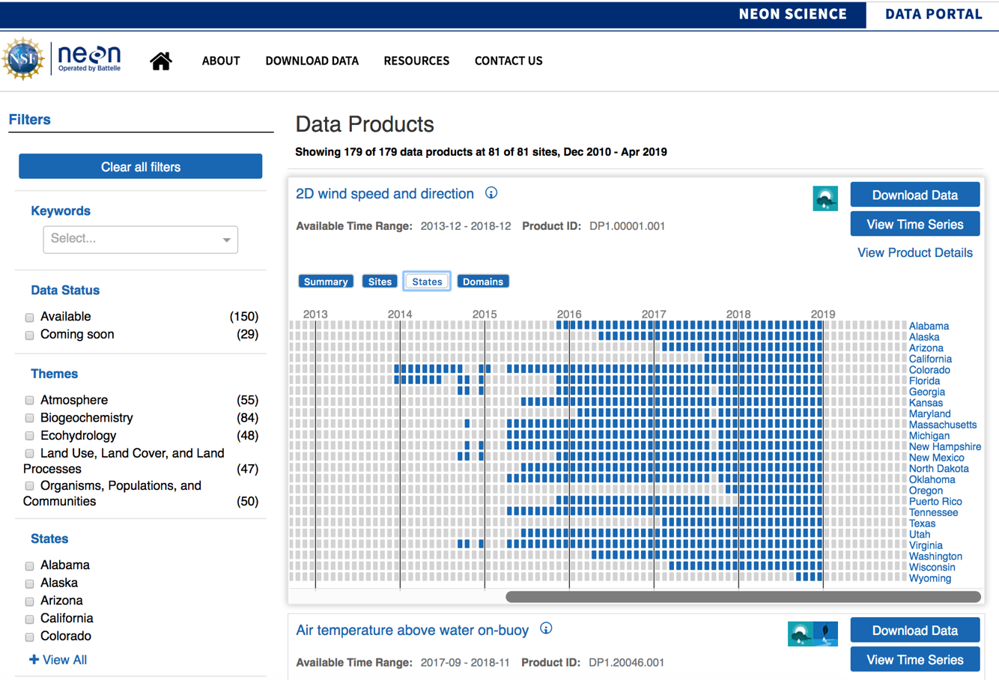 NEON SCIENCE
DATA PORTAL
NSF
neon
Operated by Battelle
ABOUT
DOWNLOAD DATA
RESOURCES
CONTACT US
Filters
Clear all filters
Keywords
Select...
Data Status
Available (150)
Coming soon (29)
Themes
Atmosphere (55)
Biogeochemistry (84)
Ecohydrology (48)
Land Use, Land Cover, and Land
Processes (47)
Organisms, Populations, and
Communities (50)
States
Alabama
Alaska
Arizona
California
Colorado
+ View All
Data Products
Showing 179 of 179 data products at 81 of 81 sites, Dec 2010 - Apr 2019
2D wind speed and direction
Available Time Range: 2013-12 - 2018-12 Product ID: DP1.00001.001
Download Data
View Time Series
View Product Details
Summary
Sites
States
Domains
2013 2014 2015 2016 2017 2018 2019
Alabama
Alaska
Arizona
California
Colorado
Florida
Georgia
Kansas
Maryland
Massachusetts
Michigan
New Hampshire
New Mexico
North Dakota
Oklahoma
Oregon
Puerto Rico
Tennessee
Texas
Utah
Virginia
Washington
Wisconsin
Wyoming
Air temperature above water on-buoy
Available Time Range: 2017-09 - 2018-11 Product ID: DP1.20046.001
Download Data
View Time Series